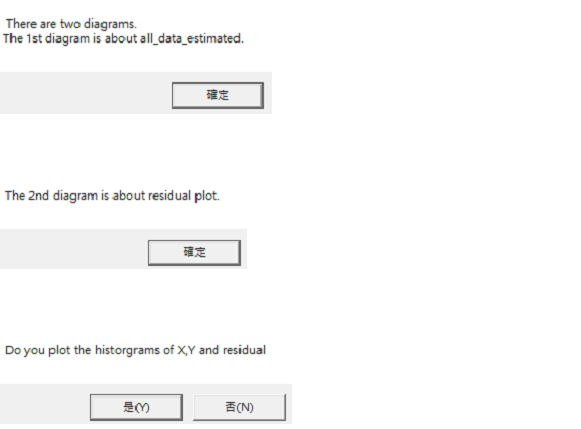 There are two diagrams.
The 1st diagram is about all_data_estimated.
確定
The 2nd diagram is about residual plot.
確定
Do you plot the historgrams of X,Y and residual
是(Y) 否(N)